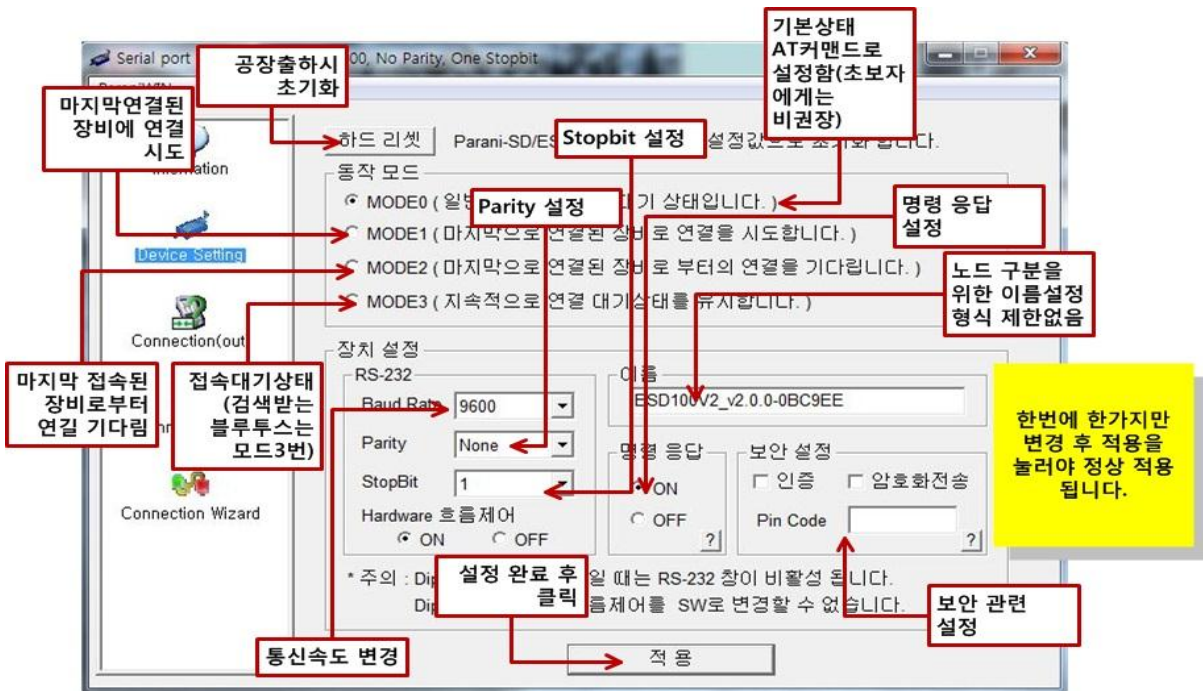 기본상태
AT커맨드로
설정함(초보자
에게는
비권장)
Serial port
00, No Parity, One Stopbit
공장출하시
초기화
마지막연결된
장비에 연결
시도
하드 리셋 Parani-SD/ES
Stopbit 설정
설정값으로 초기화 합니다.
동작 모드
MODE0 ( 일반
대기 상태입니다. )
Parity 설정
명령 응답
설정
MODE1 ( 마지막으로 연결된 장비로 연결을 시도합니다. )
Device Setting
MODE2 ( 마지막으로 연결된 장비로 부터의 연결을 기다립니다. )
노드 구분을
위한 이름설정
형식 제한없음
MODE3 ( 지속적으로 연결 대기상태를 유지합니다. )
Connection(out
장치 설정
마지막 접속된
장비로부터
연길 기다림
접속대기상태
(검색받는
블루투스는
모드3번)
RS-232
이름
Baud Rate 9600
ESD100V2_v2.0.0-0BC9EE
Parity None
명령 응답
보안 설정
StopBit 1
ON
인증 암호화전송
Connection Wizard
Hardware 흐름제어
ON OFF
OFF
?
Pin Code
?
한번에 한가지만
변경 후 적용을
눌러야 정상 적용
됩니다.
* 주의 : Dip
일 때는 RS-232 창이 비활성 됩니다.
Dip
름제어를 SW로 변경할 수 없습니다.
설정 완료 후
클릭
보안 관련
설정
통신속도 변경
적 용